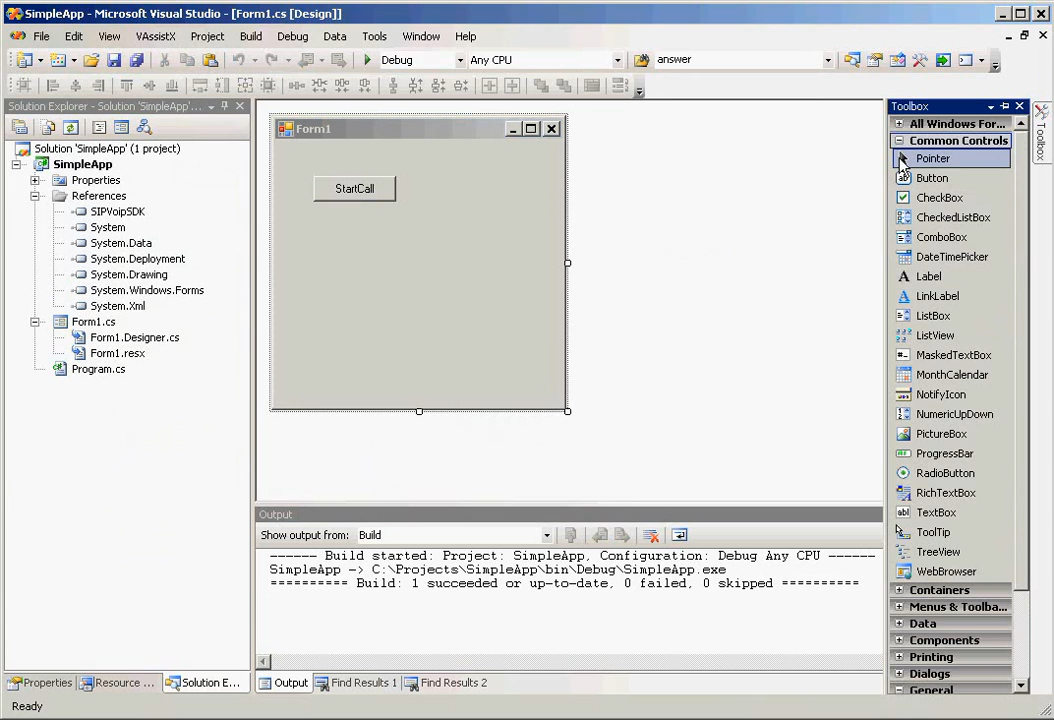 SimpleApp - Microsoft Visual Studio - [Form1.cs [Design]]
File Edit View VAssistX Project Build Debug Data Tools Window Help
Debug Any CPU answer
Solution Explorer - Solution 'SimpleApp'...
Solution 'SimpleApp' (1 project)
SimpleApp
Properties
References
SIPVoipSDK
System
System.Data
System.Deployment
System.Drawing
System.Windows.Forms
System.Xml
Form1.cs
Form1.Designer.cs
Form1.resx
Program.cs
Properties Resource ... Solution E...
Form1
StartCall
Output
Show output from: Build
------ Build started: Project: SimpleApp, Configuration: Debug Any CPU ------
SimpleApp -> C:\Projects\SimpleApp\bin\Debug\SimpleApp.exe
========== Build: 1 succeeded or up-to-date, 0 failed, 0 skipped ==========
Output Find Results 1 Find Results 2
Toolbox
All Windows For...
Common Controls
Pointer
Button
CheckBox
CheckedListBox
ComboBox
DateTimePicker
Label
LinkLabel
ListBox
ListView
MaskedTextBox
MonthCalendar
NotifyIcon
NumericUpDown
PictureBox
ProgressBar
RadioButton
RichTextBox
TextBox
ToolTip
TreeView
WebBrowser
Containers
Menus & Toolba...
Data
Components
Printing
Dialogs
General
Toolbox
Ready